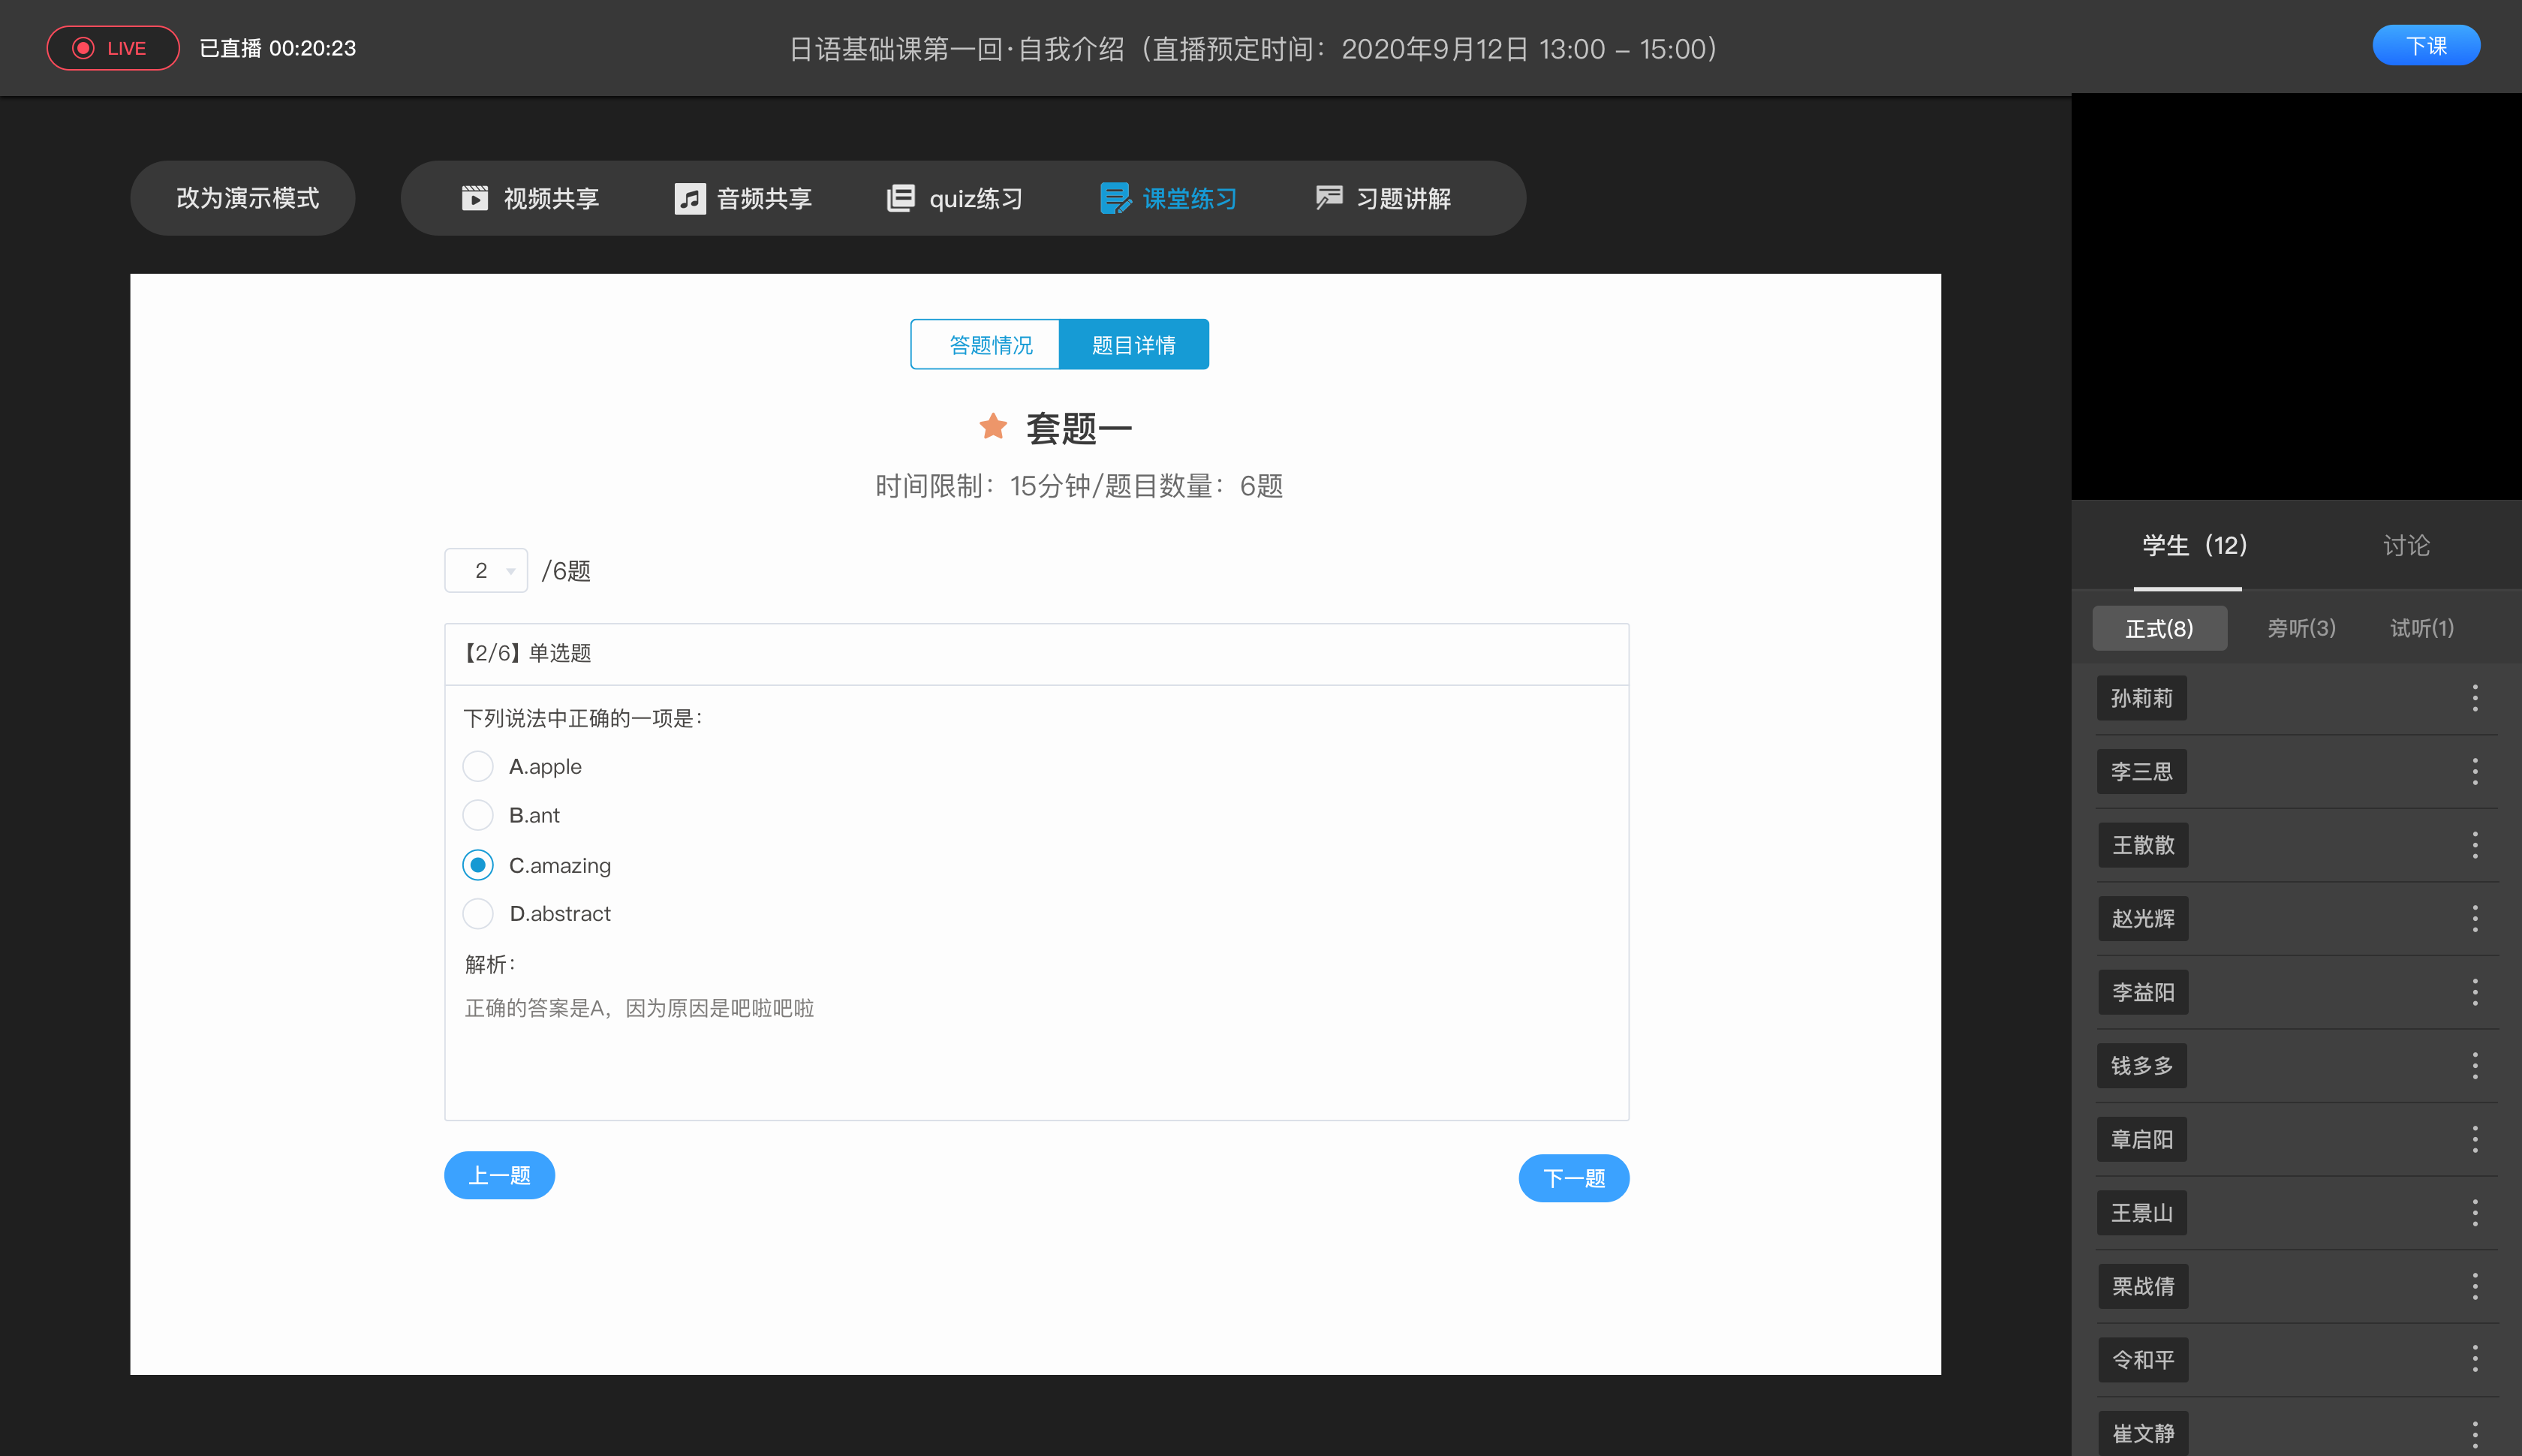 LIVE 已直播 00:20:23
日语基础课第一回·自我介绍（直播预定时间：2020年9月12日 13:00 – 15:00）
下课
改为演示模式
视频共享 音频共享 quiz练习 课堂练习 习题讲解
答题情况 题目详情
套题一
时间限制：15分钟/题目数量：6题
2 /6题
【2/6】单选题
下列说法中正确的一项是：
A.apple
B.ant
C.amazing
D.abstract
解析：
正确的答案是A，因为原因是吧啦吧啦
上一题 下一题
学生（12） 讨论
正式(8) 旁听(3) 试听(1)
孙莉莉
李三思
王散散
赵光辉
李益阳
钱多多
章启阳
王景山
栗战倩
令和平
崔文静